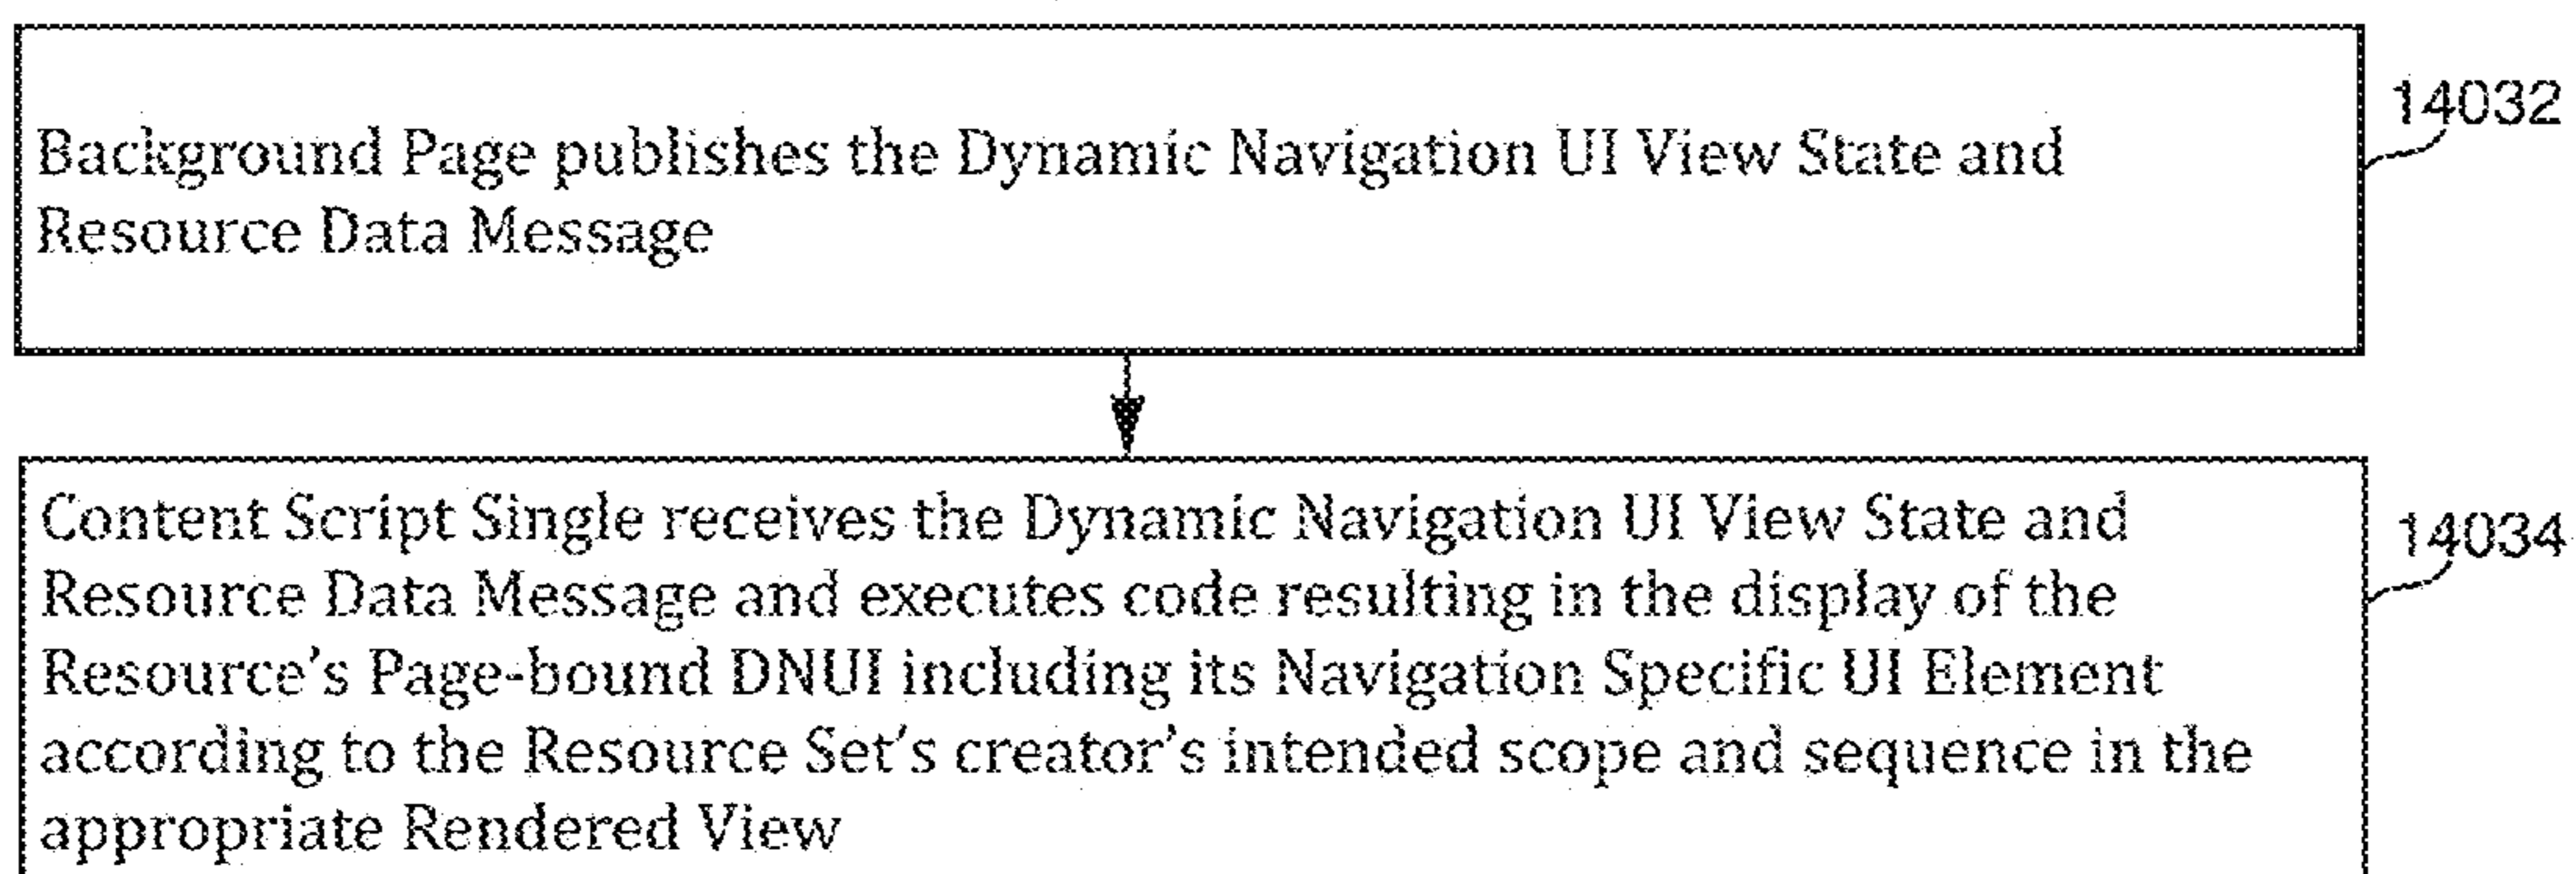 14032
Background Page publishes the Dynamic Navigation UI View State and
Resource Data Message
Content Script Single receives the Dynamic Navigation UI View State and
14034
Resource Data Message and executes code resulting in the display of the
Resource’s Page-bound DNUI including its Navigation Specific UI Element
according to the Resource Set’s creator’s intended scope and sequence in the
appropriate Rendered View